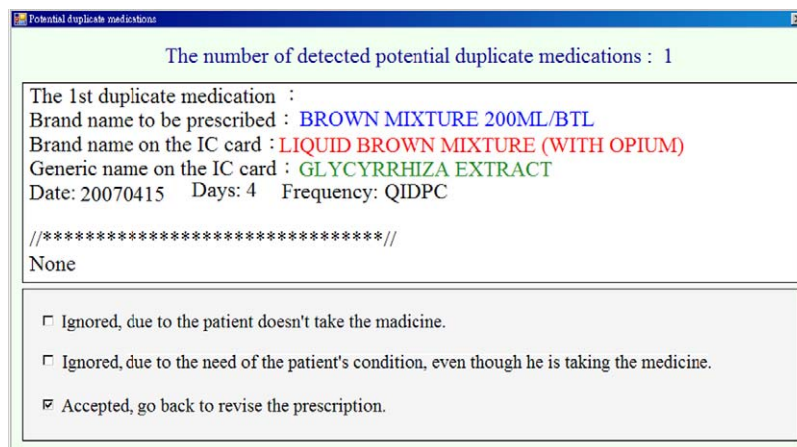 Potential duplicate medications
The number of detected potential duplicate medications : 1
The 1st duplicate medication :
Brand name to be prescribed : BROWN MIXTURE 200ML/BTL
Brand name on the IC card : LIQUID BROWN MIXTURE (WITH OPIUM)
Generic name on the IC card : GLYCYRRHIZA EXTRACT
Date: 20070415 Days: 4 Frequency: QIDPC
//********************************//
None
Ignored, due to the patient doesn't take the madicine.
Ignored, due to the need of the patient's condition, even though he is taking the medicine.
Accepted, go back to revise the prescription.